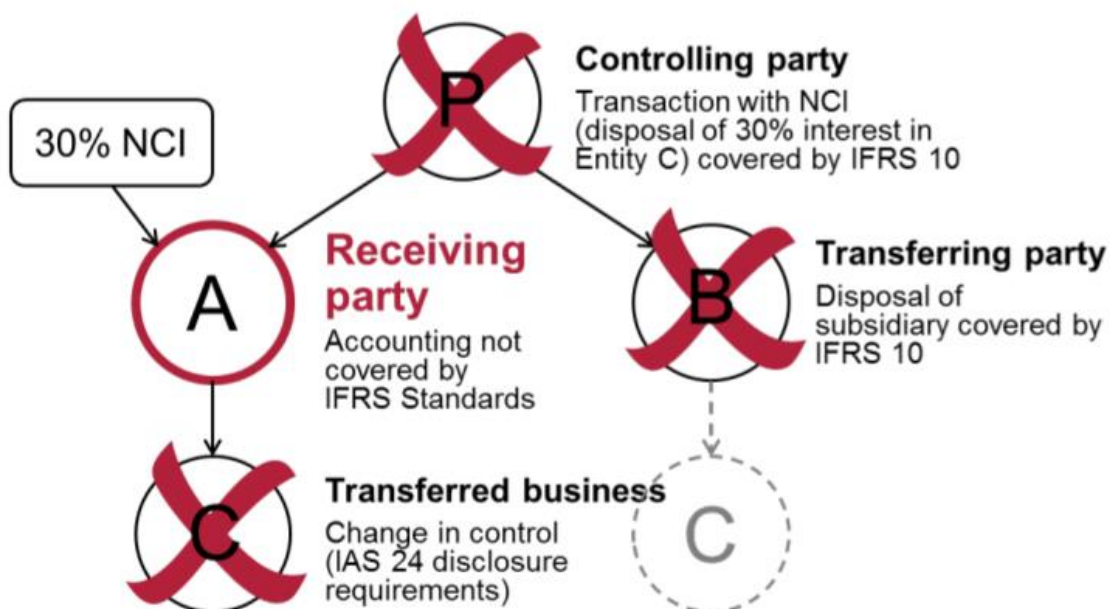 P
Controlling party
Transaction with NCI
(disposal of 30% interest in
Entity C) covered by IFRS 10
30% NCI
A
Receiving
party
Accounting not
covered by
IFRS Standards
B
Transferring party
Disposal of
subsidiary covered by
IFRS 10
C
Transferred business
Change in control
(IAS 24 disclosure
requirements)
C